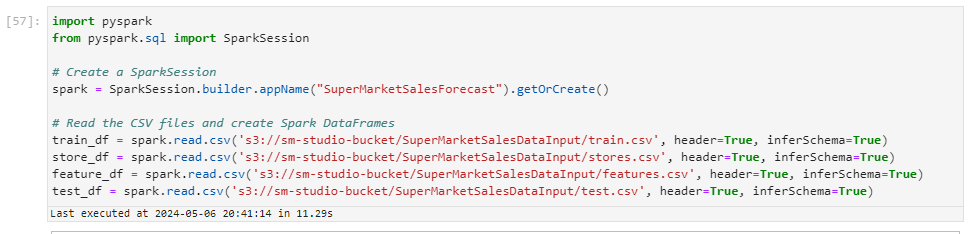 [57]:
import pyspark
from pyspark.sql import SparkSession
# Create a SparkSession
spark = SparkSession.builder.appName("SuperMarketSalesForecast").getOrCreate()
# Read the CSV files and create Spark DataFrames
train_df = spark.read.csv('s3://sm-studio-bucket/SuperMarketSalesDataInput/train.csv', header=True, inferSchema=True)
store_df = spark.read.csv('s3://sm-studio-bucket/SuperMarketSalesDataInput/stores.csv', header=True, inferSchema=True)
feature_df = spark.read.csv('s3://sm-studio-bucket/SuperMarketSalesDataInput/features.csv', header=True, inferSchema=True)
test_df = spark.read.csv('s3://sm-studio-bucket/SuperMarketSalesDataInput/test.csv', header=True, inferSchema=True)
Last executed at 2024-05-06 20:41:14 in 11.29s